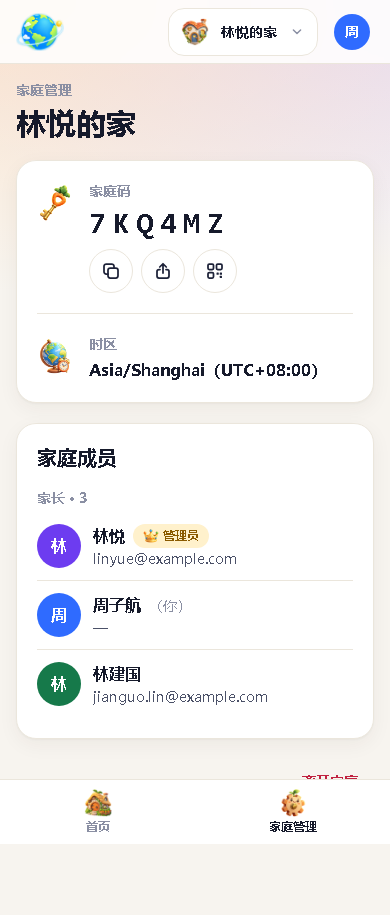 林悦的家
周
家庭管理
林悦的家
家庭码
7KQ4MZ
时区
Asia/Shanghai（UTC+08:00）
家庭成员
家长 • 3
林 林悦 管理员
linyue@example.com
周 周子航 （你）
—
林 林建国
jianguo.lin@example.com
首页
家庭管理